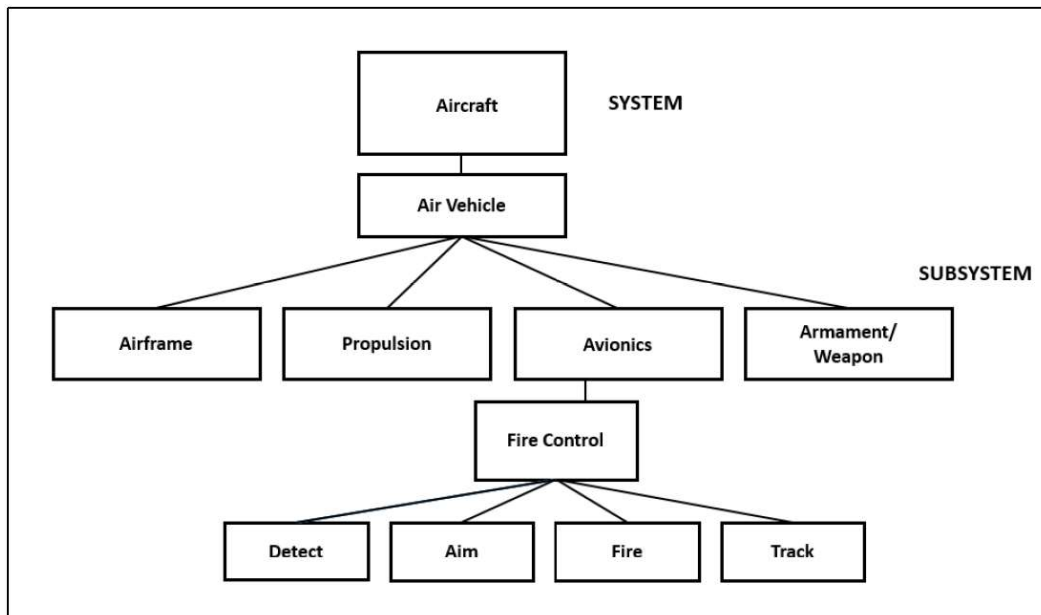 Aircraft
SYSTEM
Air Vehicle
SUBSYSTEM
Airframe
Propulsion
Avionics
Armament/
Weapon
Fire Control
Detect
Aim
Fire
Track